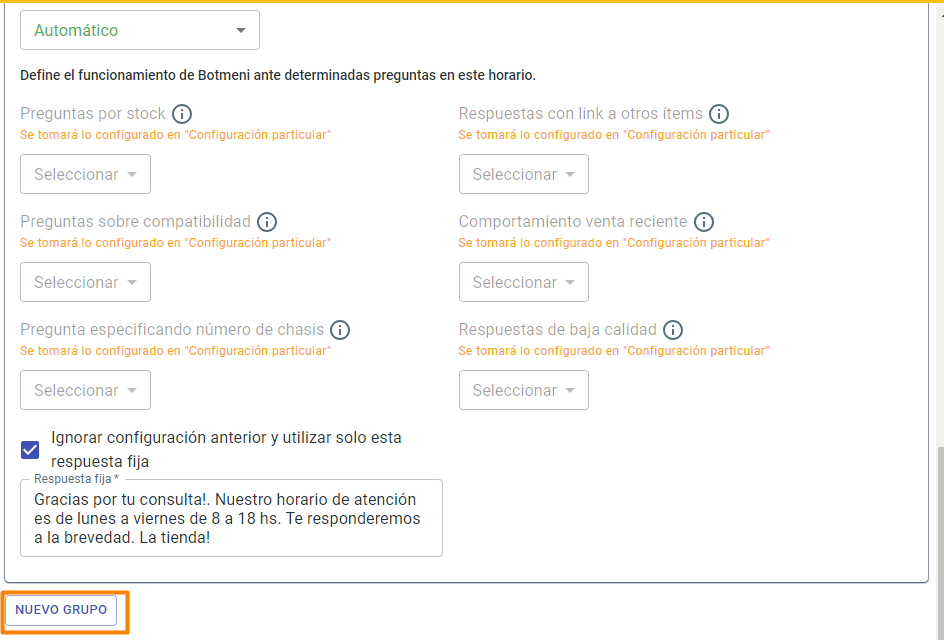 Automático
Define el funcionamiento de Botmeni ante determinadas preguntas en este horario.
Preguntas por stock
Se tomará lo configurado en "Configuración particular"
Seleccionar
Respuestas con link a otros ítems
Se tomará lo configurado en "Configuración particular"
Seleccionar
Preguntas sobre compatibilidad
Se tomará lo configurado en "Configuración particular"
Seleccionar
Comportamiento venta reciente
Se tomará lo configurado en "Configuración particular"
Seleccionar
Pregunta especificando número de chasis
Se tomará lo configurado en "Configuración particular"
Seleccionar
Respuestas de baja calidad
Se tomará lo configurado en "Configuración particular"
Seleccionar
Ignorar configuración anterior y utilizar solo esta
respuesta fija
Respuesta fija *
Gracias por tu consulta!. Nuestro horario de atención
es de lunes a viernes de 8 a 18 hs. Te responderemos
a la brevedad. La tienda!
NUEVO GRUPO